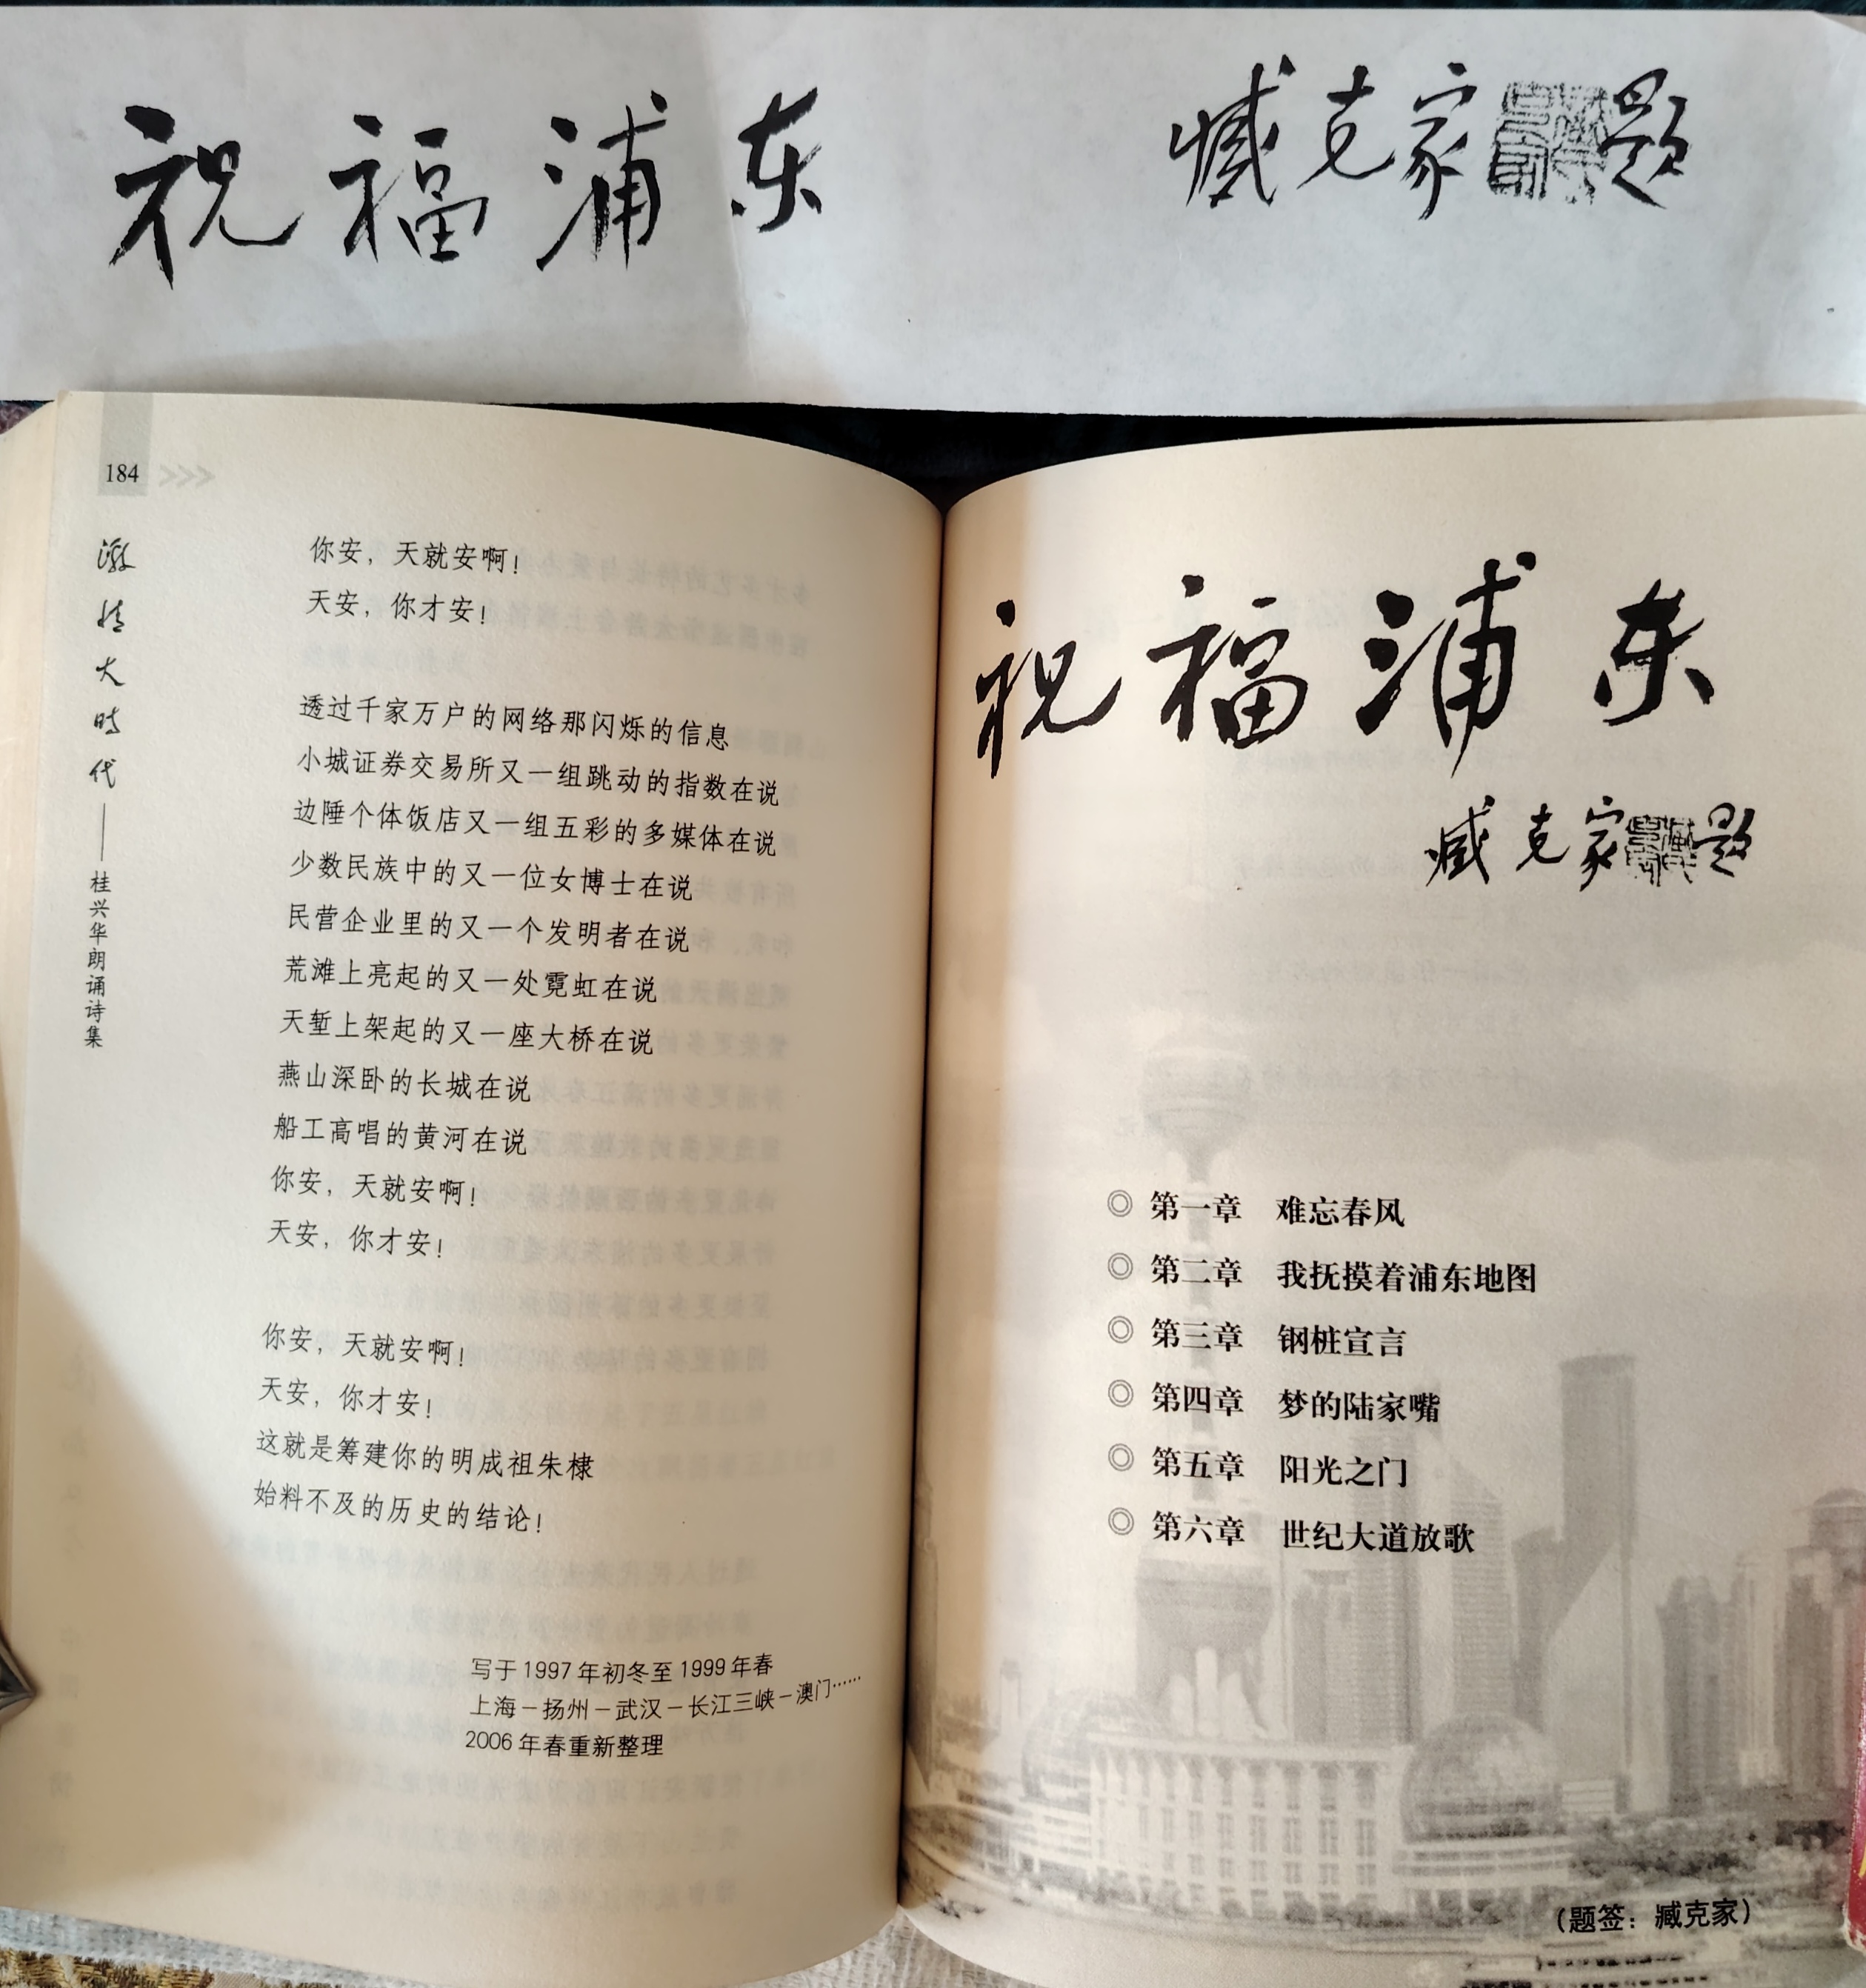 祝福浦东 臧克家题
184
激情大时代——桂兴华朗诵诗集
你安，天就安啊！
天安，你才安！
透过千家万户的网络那闪烁的信息
小城证券交易所又一组跳动的指数在说
边陲个体饭店又一组五彩的多媒体在说
少数民族中的又一位女博士在说
民营企业里的又一个发明者在说
荒滩上亮起的又一处霓虹在说
天堑上架起的又一座大桥在说
燕山深卧的长城在说
船工高唱的黄河在说
你安，天就安啊！
天安，你才安！
你安，天就安啊！
天安，你才安！
这就是筹建你的明成祖朱棣
始料不及的历史的结论！
写于1997年初冬至1999年春
上海－扬州－武汉－长江三峡－澳门……
2006年春重新整理
祝福浦东
臧克家题
◎ 第一章 难忘春风
◎ 第二章 我抚摸着浦东地图
◎ 第三章 钢桩宣言
◎ 第四章 梦的陆家嘴
◎ 第五章 阳光之门
◎ 第六章 世纪大道放歌
（题签：臧克家）